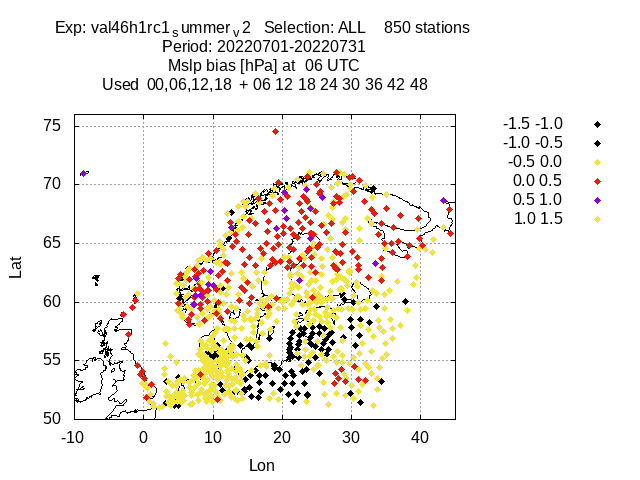 Exp: val46h1rc1summerv2 Selection: ALL 850 stations
Period: 20220701-20220731
Mslp bias [hPa] at 06 UTC
Used 00,06,12,18 + 06 12 18 24 30 36 42 48
-1.5 -1.0
-1.0 -0.5
-0.5 0.0
0.0 0.5
0.5 1.0
1.0 1.5
75
70
65
60
55
50
Lat
-10 0 10 20 30 40
Lon